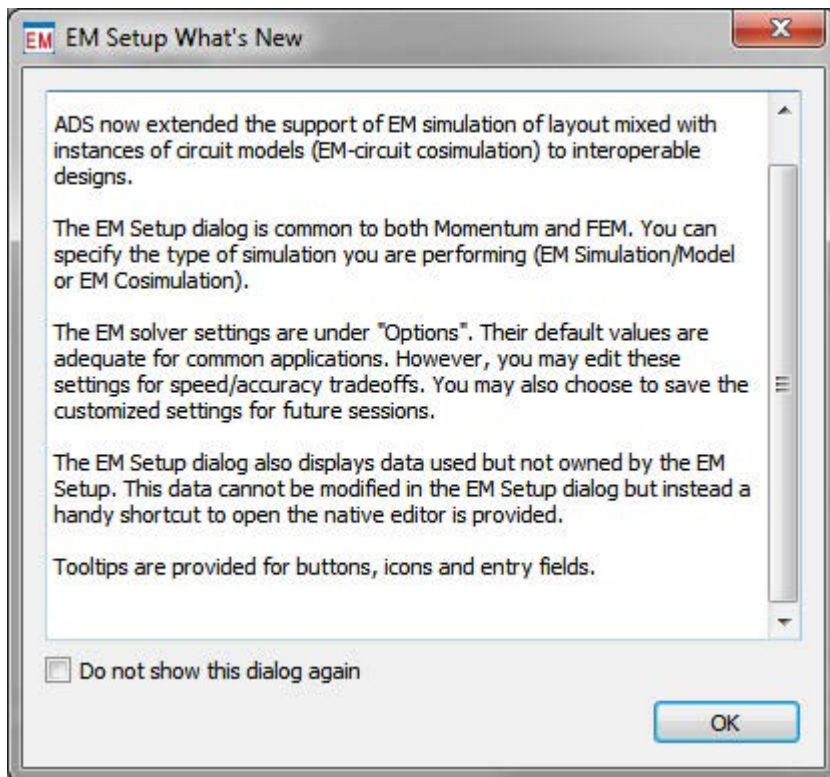 EM EM Setup What's New
ADS now extended the support of EM simulation of layout mixed with
instances of circuit models (EM-circuit cosimulation) to interoperable
designs.
The EM Setup dialog is common to both Momentum and FEM. You can
specify the type of simulation you are performing (EM Simulation/Model
or EM Cosimulation).
The EM solver settings are under "Options". Their default values are
adequate for common applications. However, you may edit these
settings for speed/accuracy tradeoffs. You may also choose to save the
customized settings for future sessions.
The EM Setup dialog also displays data used but not owned by the EM
Setup. This data cannot be modified in the EM Setup dialog but instead a
handy shortcut to open the native editor is provided.
Tooltips are provided for buttons, icons and entry fields.
Do not show this dialog again
OK